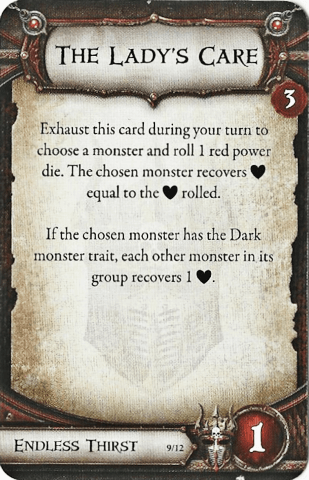 THE LADY'S CARE
3
Exhaust this card during your turn to
choose a monster and roll 1 red power
die. The chosen monster recovers ♥
equal to the ♥ rolled.
If the chosen monster has the Dark
monster trait, each other monster in its
group recovers 1 ♥.
ENDLESS THIRST
9/12
1